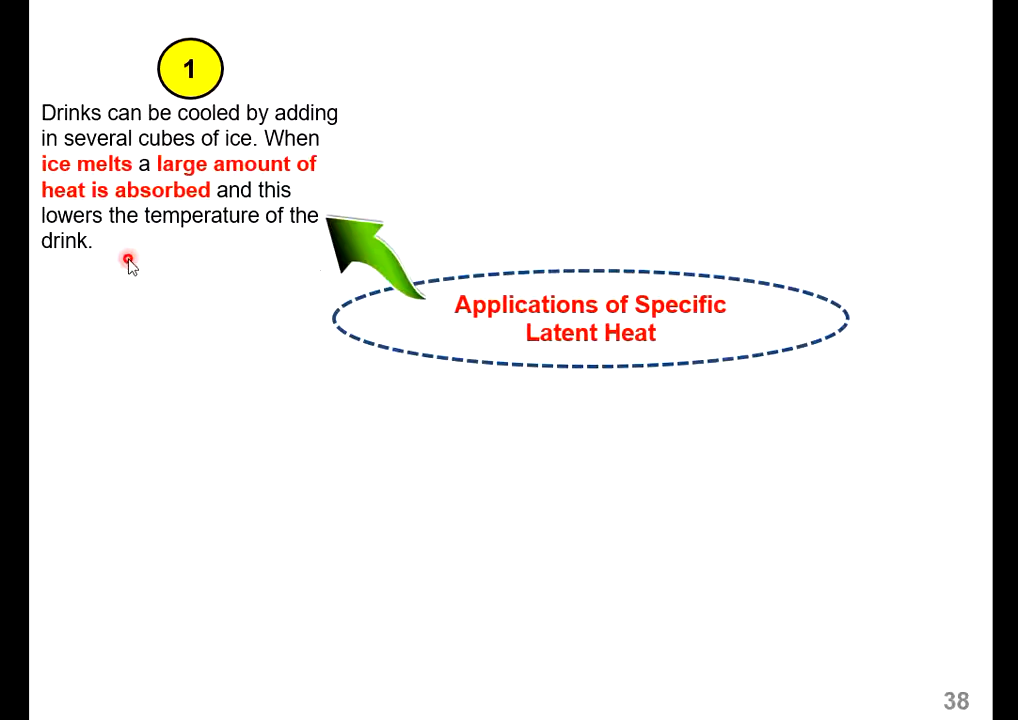 1
Drinks can be cooled by adding
in several cubes of ice. When
ice melts a large amount of
heat is absorbed and this
lowers the temperature of the
drink.
Applications of Specific
Latent Heat
38